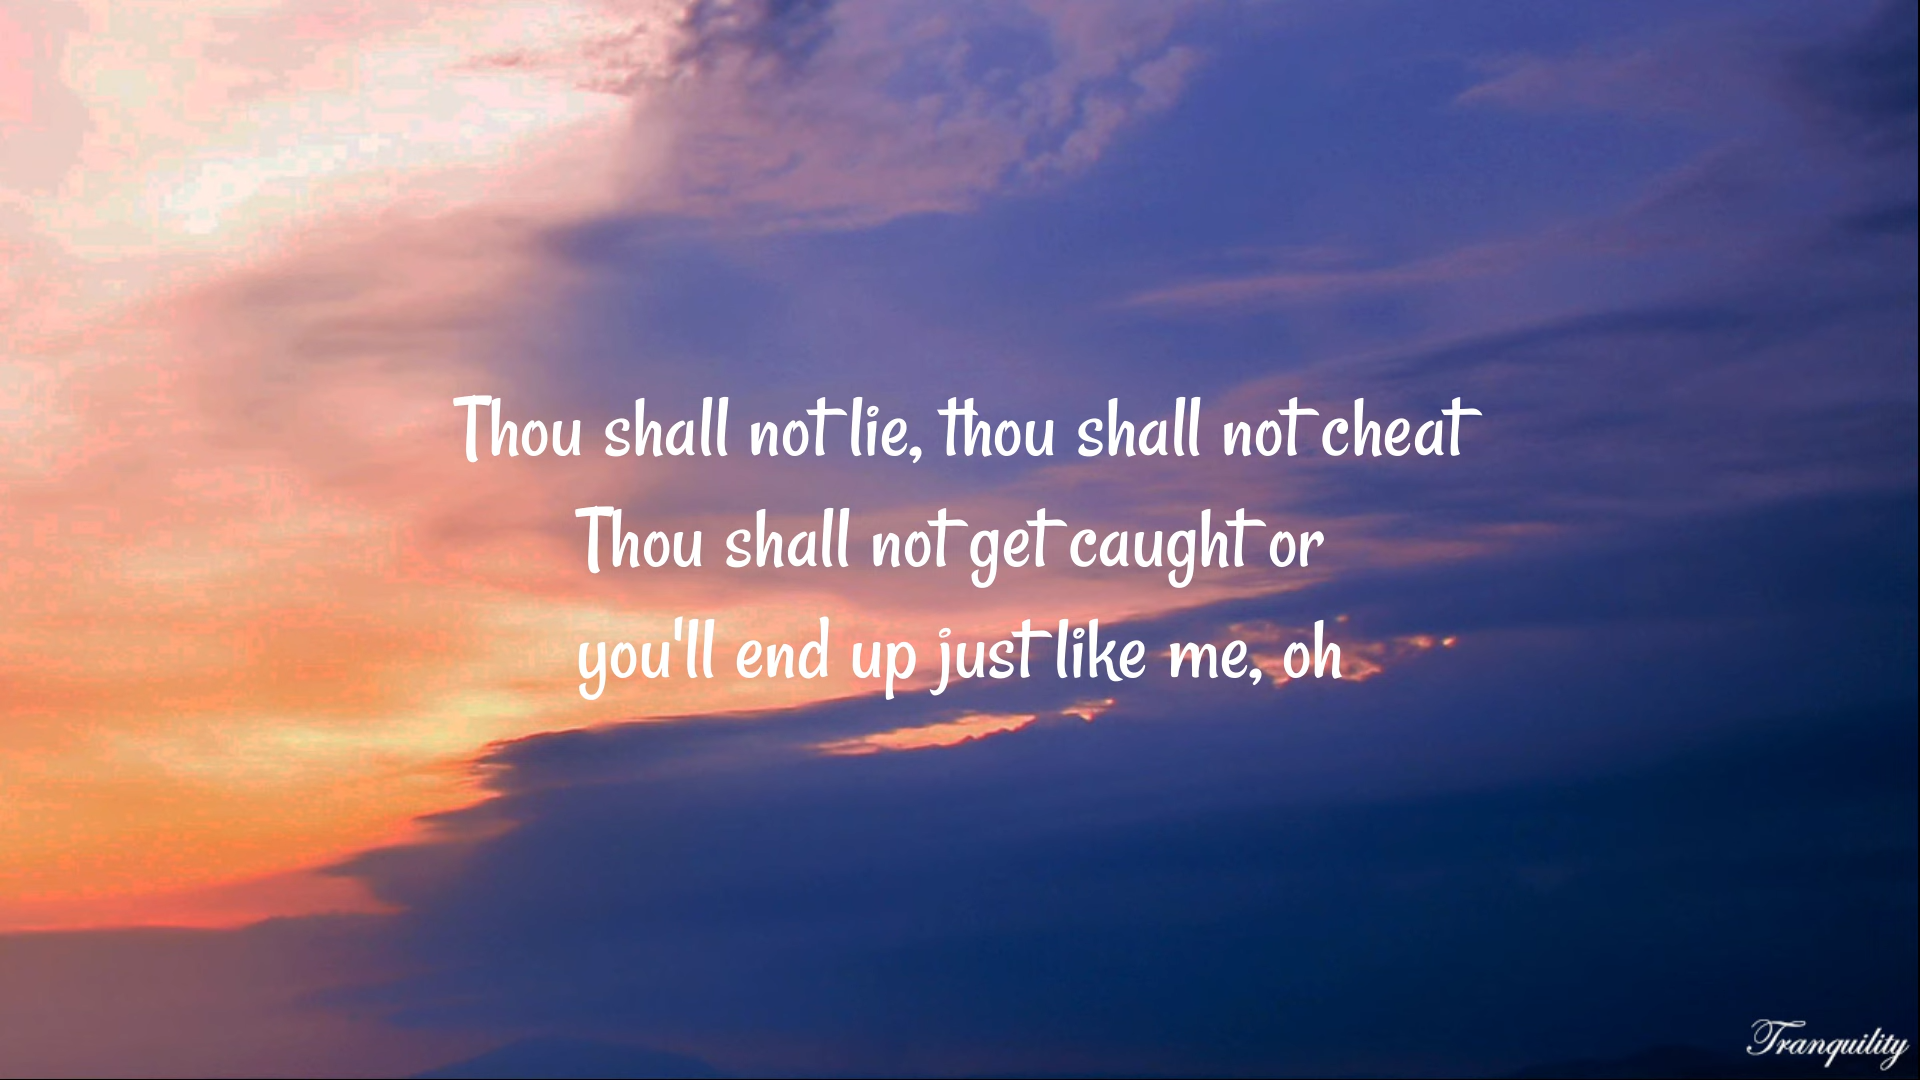 Thou shall not lie, thou shall not cheat
Thou shall not get caught or
you'll end up just like me, oh
Tranquility